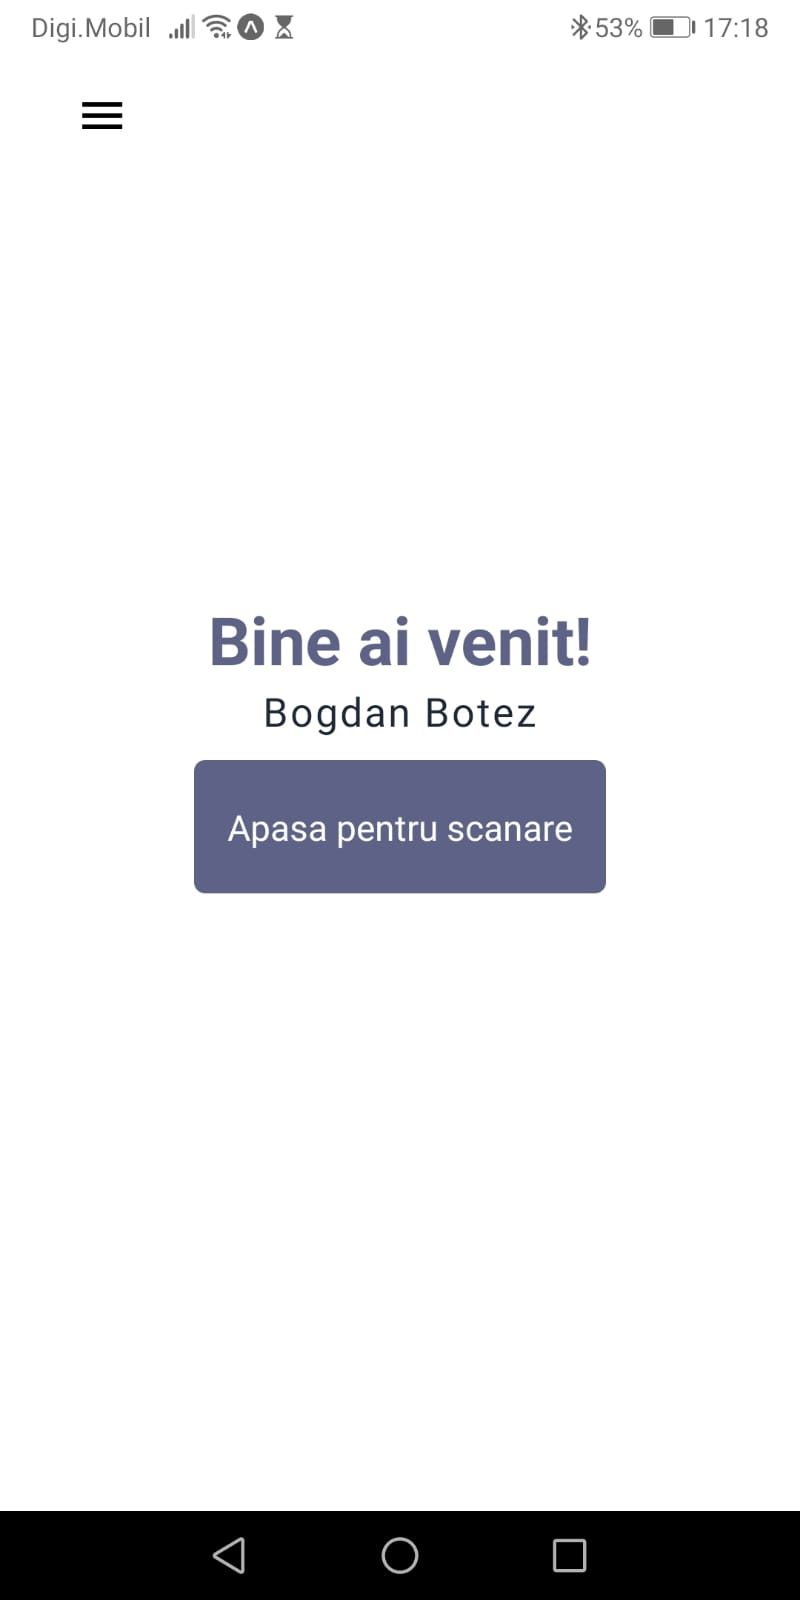 Digi.Mobil 53% 17:18
Bine ai venit!
Bogdan Botez
Apasa pentru scanare